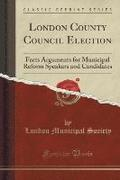 CLASSIC REPRINT SERIES
London County
Council Election
Facts Arguments for Municipal
Reform Speakers and Candidates
by
London Municipal Society
Forgotten Books